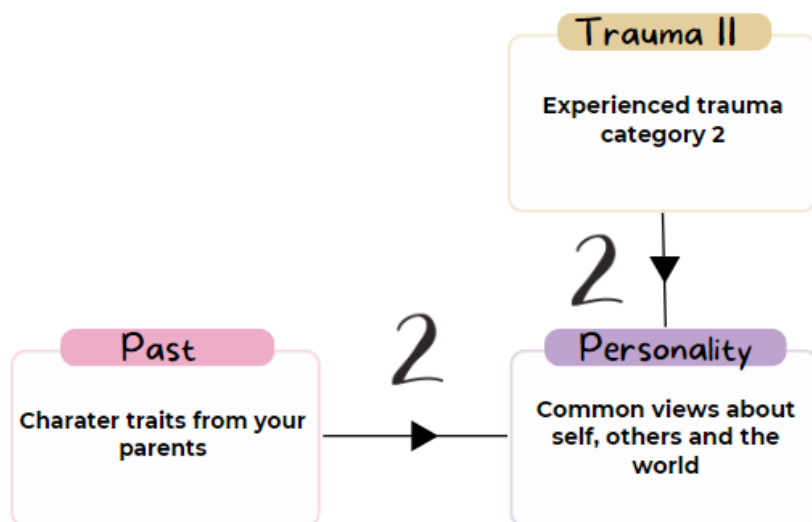 Trauma II
Experienced trauma
category 2
2
2
Past
Charater traits from your
parents
Personality
Common views about
self, others and the
world